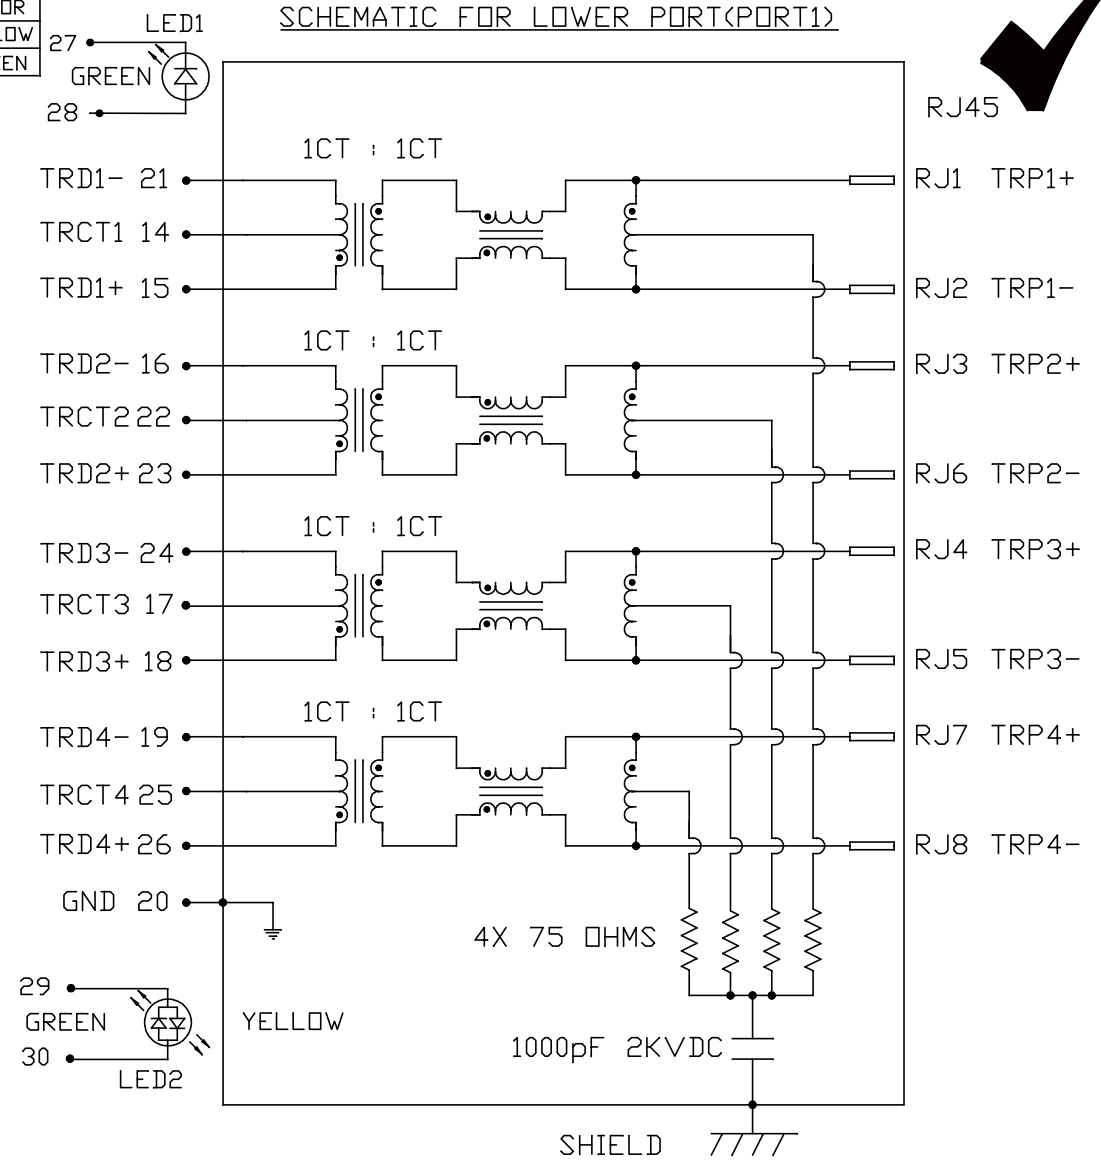 SCHEMATIC FOR LOWER PORT(PORT1)
OR
LOW
EEN
LED1
27
GREEN
28
RJ45
1CT : 1CT
TRD1- 21
RJ1 TRP1+
TRCT1 14
TRD1+ 15
RJ2 TRP1-
1CT : 1CT
TRD2- 16
RJ3 TRP2+
TRCT2 22
TRD2+ 23
RJ6 TRP2-
1CT : 1CT
TRD3- 24
RJ4 TRP3+
TRCT3 17
TRD3+ 18
RJ5 TRP3-
1CT : 1CT
TRD4- 19
RJ7 TRP4+
TRCT4 25
TRD4+ 26
RJ8 TRP4-
GND 20
4X 75 OHMS
29
GREEN
YELLOW
30
LED2
1000pF 2KVDC
SHIELD